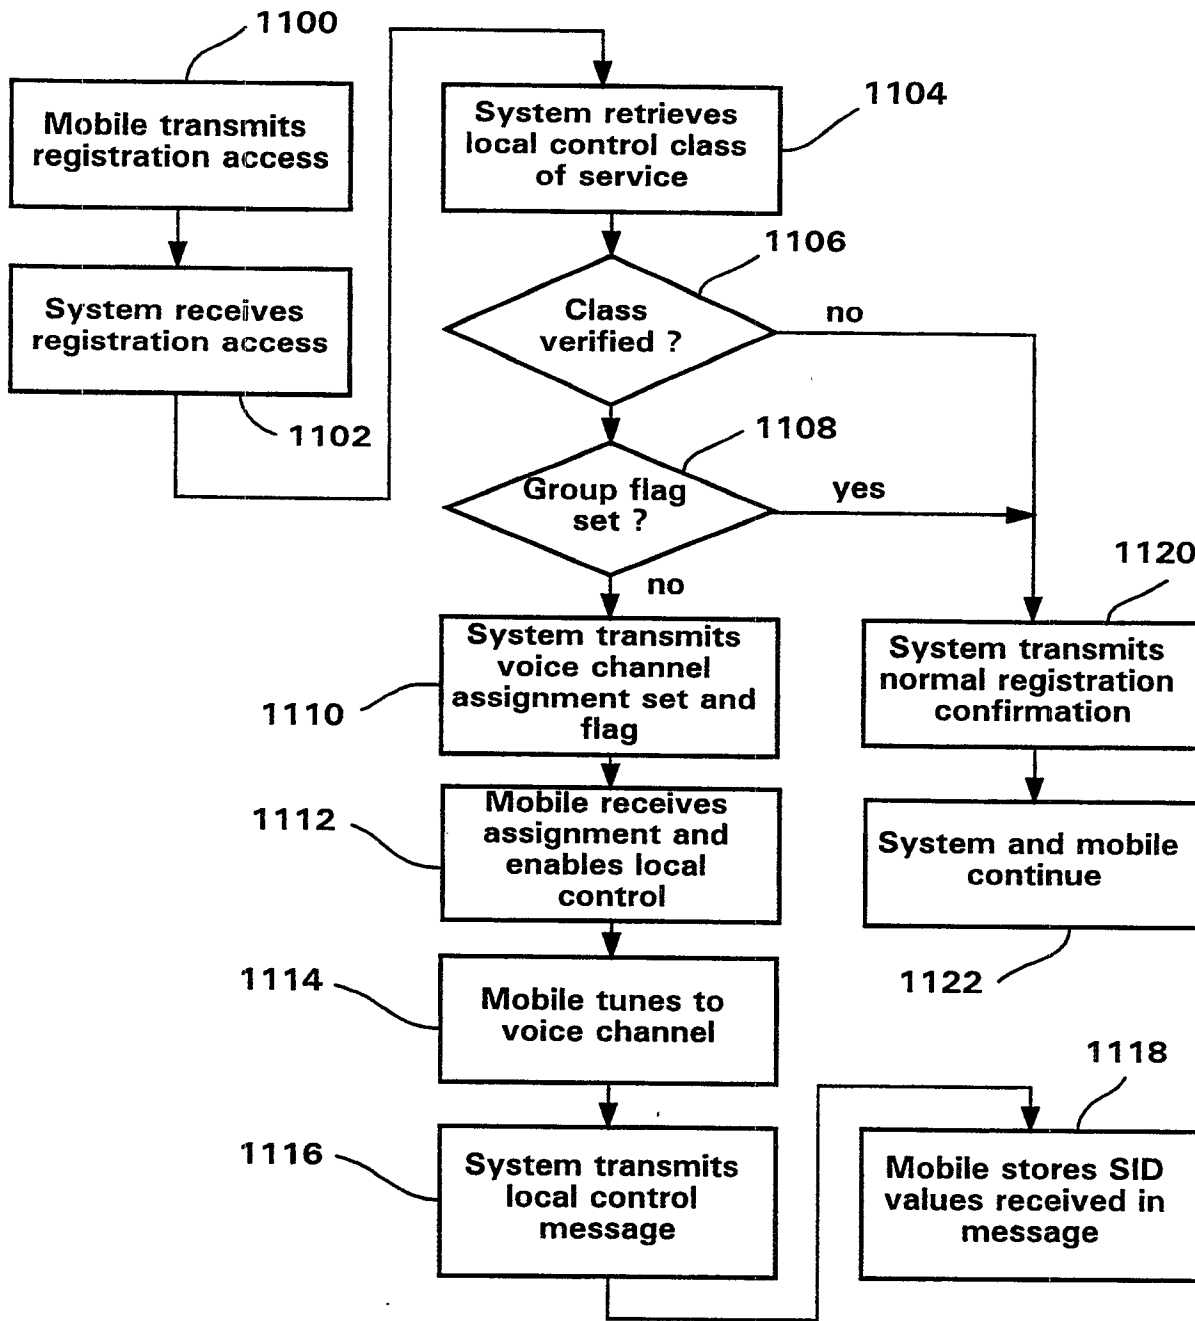 1100
Mobile transmits
registration access
System receives
registration access
1102
1104
System retrieves
local control class
of service
1106
Class
verified ?
no
1108
Group flag
set ?
yes
no
1110
System transmits
voice channel
assignment set and
flag
1112
Mobile receives
assignment and
enables local
control
1114
Mobile tunes to
voice channel
1116
System transmits
local control
message
1120
System transmits
normal registration
confirmation
System and mobile
continue
1122
1118
Mobile stores SID
values received in
message